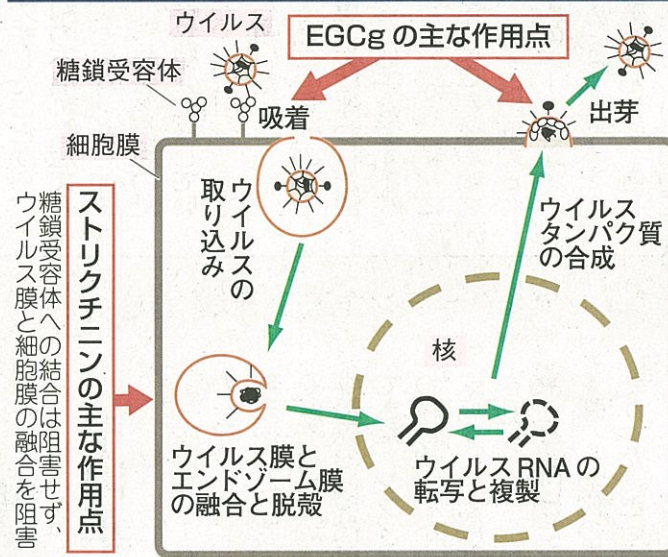 ウイルス
EGCgの主な作用点
糖鎖受容体
吸着
出芽
細胞膜
ウイルスの
取り込み
ウイルス
タンパク質
の合成
核
ストリクチニンの主な作用点
糖鎖受容体への結合は阻害せず、
ウイルス膜と細胞膜の融合を阻害
ウイルス膜と
エンドゾーム膜
の融合と脱殻
ウイルスRNAの
転写と複製